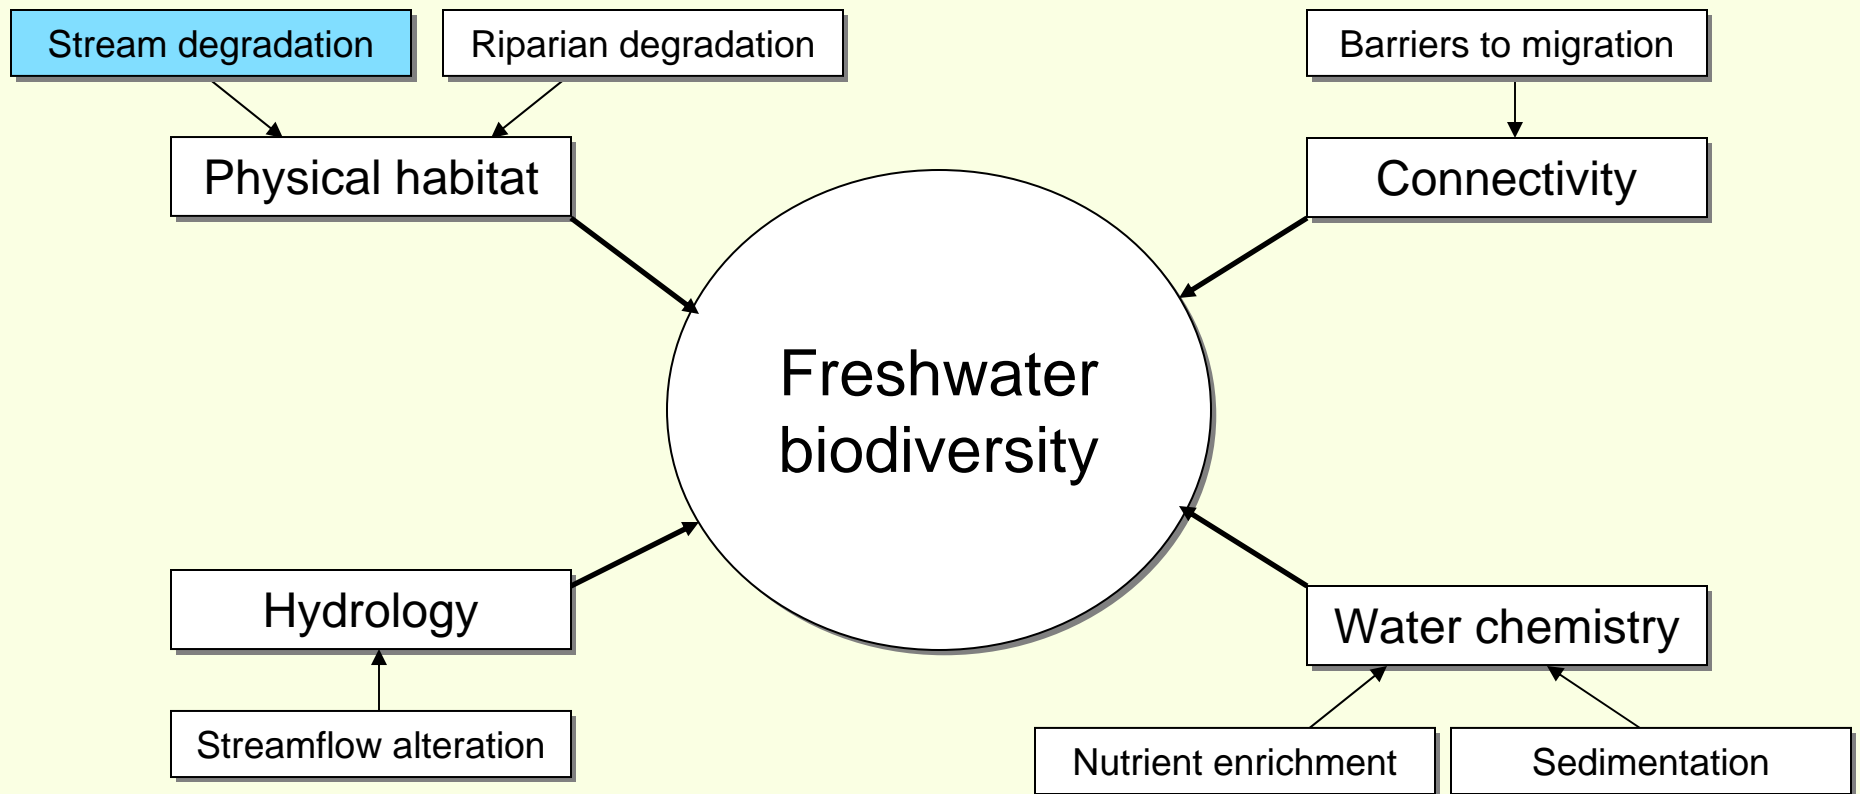 Stream degradation
Riparian degradation
Barriers to migration
Physical habitat
Connectivity
Freshwater
biodiversity
Hydrology
Water chemistry
Streamflow alteration
Nutrient enrichment
Sedimentation